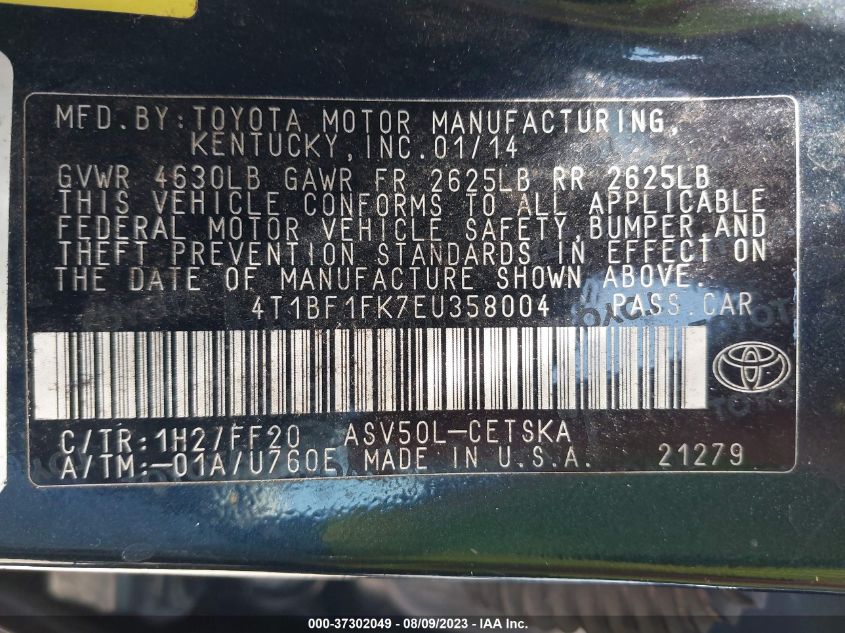 MFD.BY:TOYOTA MOTOR MANUFACTURING,
KENTUCKY,INC.01/14
GVWR 4630LB GAWR FR 2625LB RR 2625LB
THIS VEHICLE CONFORMS TO ALL APPLICABLE
FEDERAL MOTOR VEHICLE SAFETY,BUMPER,AND
THEFT PREVENTION STANDARDS IN EFFECT ON
THE DATE OF MANUFACTURE SHOWN ABOVE.
4T1BF1FK7EU358004 PASS.CAR
C/TR:1H2/FF20 ASV50L-CETSKA
A/TM:-01A/U760E MADE IN U.S.A. 21279
000-37302049 - 08/09/2023 - COPYRIGHT IAA, LLC.